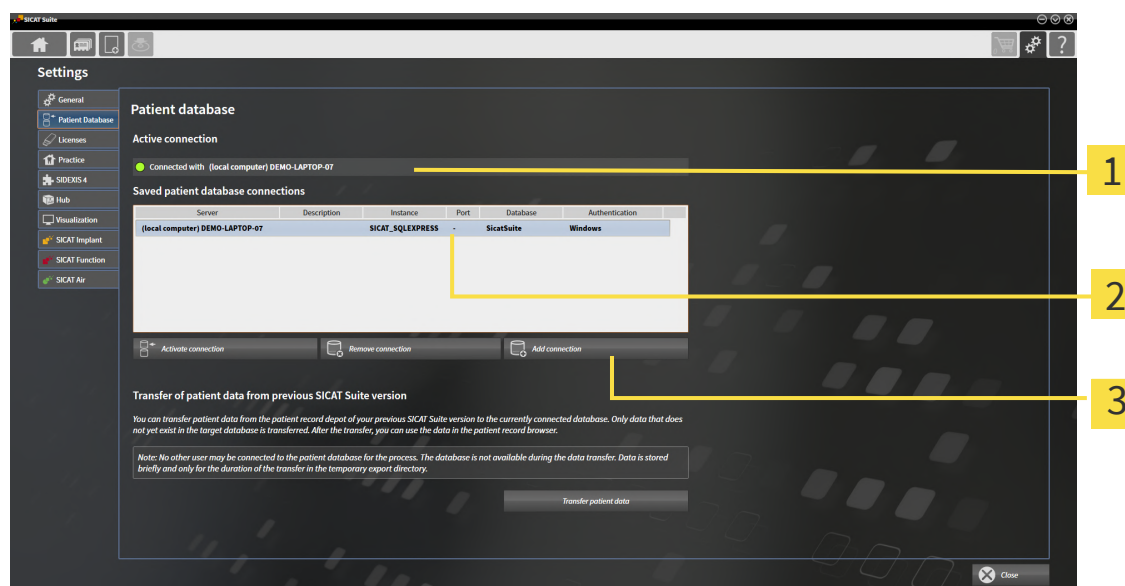 SICAT Suite
?
Settings
General
Patient Database
Licenses
Practice
SIDEXIS 4
Hub
Visualization
SICAT Implant
SICAT Function
SICAT Air
Patient database
Active connection
Connected with (local computer) DEMO-LAPTOP-07
Saved patient database connections
Server Description Instance Port Database Authentication
(local computer) DEMO-LAPTOP-07 SICAT_SQLEXPRESS - SicatSuite Windows
Activate connection Remove connection Add connection
Transfer of patient data from previous SICAT Suite version
You can transfer patient data from the patient record depot of your previous SICAT Suite version to the currently connected database. Only data that does
not yet exist in the target database is transferred. After the transfer, you can use the data in the patient record browser.
Note: No other user may be connected to the patient database for the process. The database is not available during the data transfer. Data is stored
briefly and only for the duration of the transfer in the temporary export directory.
Transfer patient data
Close
1
2
3